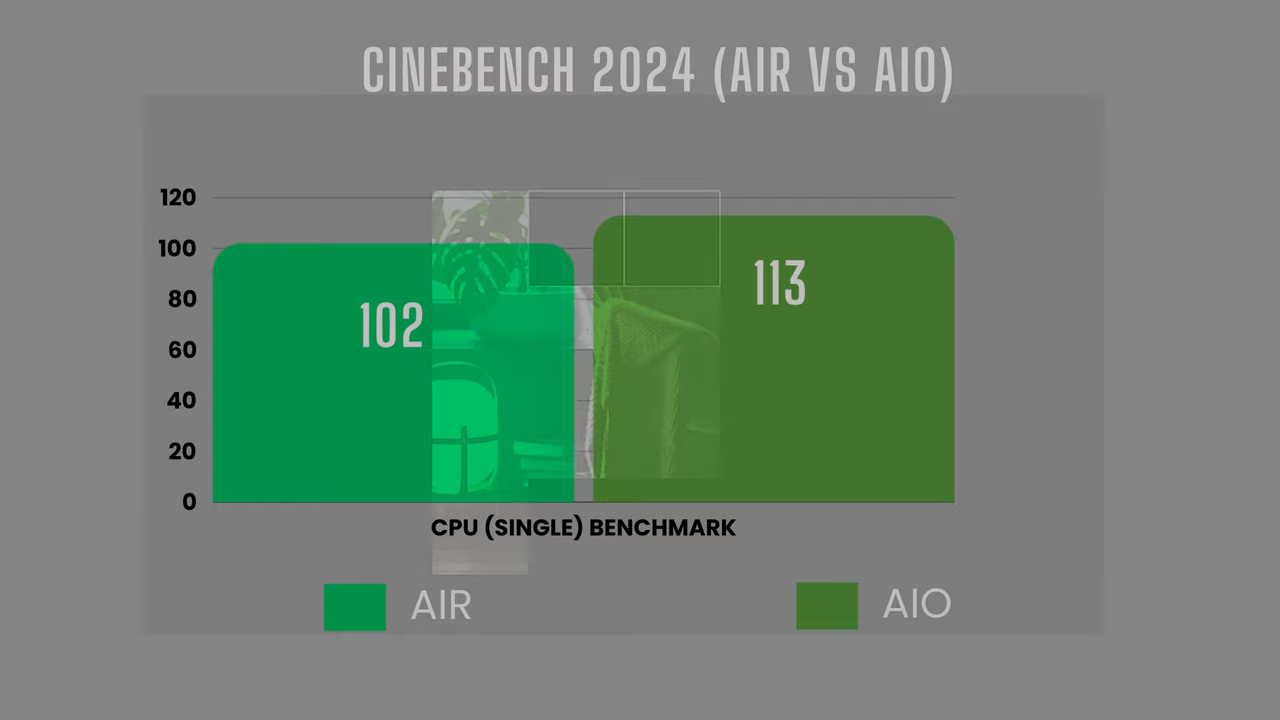 CINEBENCH 2024 (AIR VS AIO)
120
100
80
60
40
20
0
102
113
CPU (SINGLE) BENCHMARK
AIR
AIO